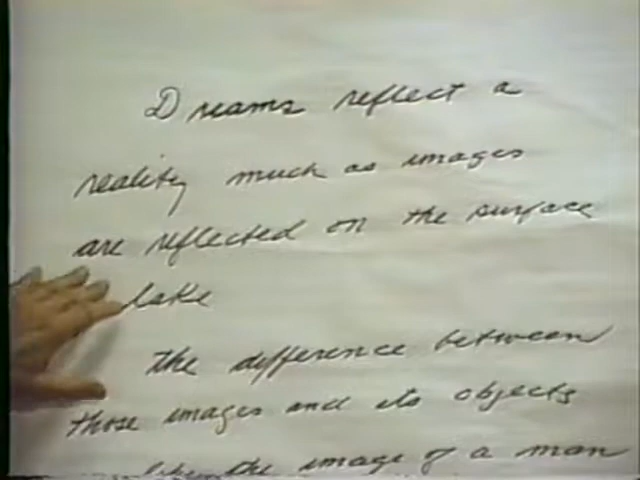 Dreams reflect a
reality much as images
are reflected on the surface
lake
the difference between
those images and its objects
the image of a man